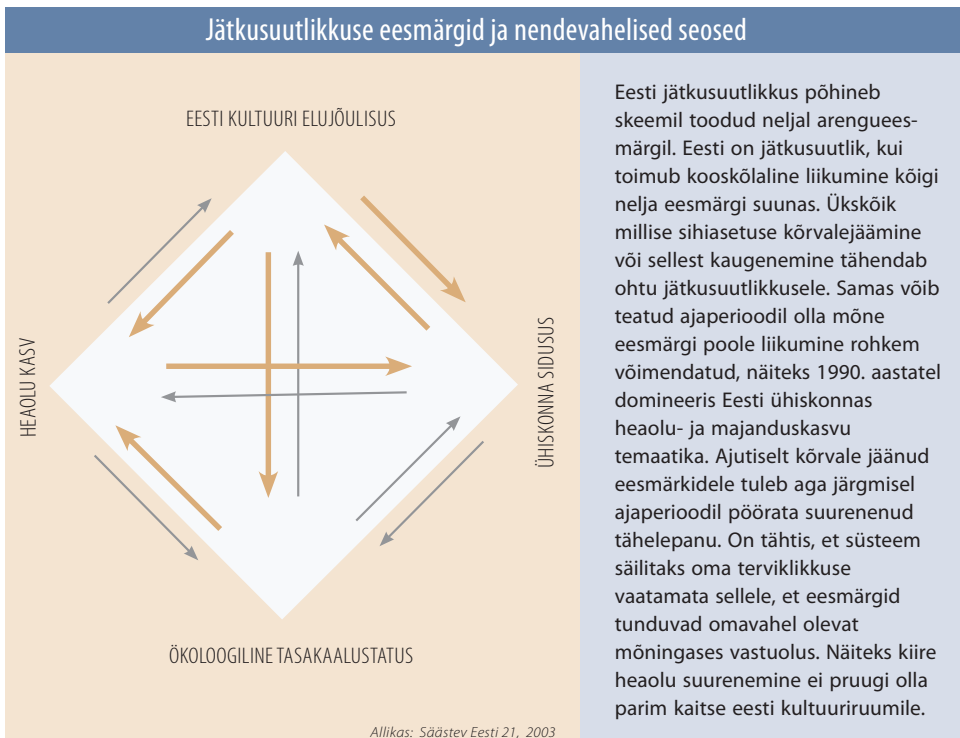 Jätkusuutlikkuse eesmärgid ja nendevahelised seosed
EESTI KULTUURI ELUJÕULISUS
HEAOLU KASV
ÜHISKONNA SIDUSUS
ÖKOLOOGILINE TASAKAALUSTATUS
Allikas: Säästev Eesti 21, 2003
Eesti jätkusuutlikkus põhineb
skeemil toodud neljal arenguees-
märgil. Eesti on jätkusuutlik, kui
toimub kooskõlaline liikumine kõigi
nelja eesmärgi suunas. Ükskõik
millise sihiasetuse kõrvalejäämine
või sellest kaugenemine tähendab
ohtu jätkusuutlikkusele. Samas võib
teatud ajaperioodil olla mõne
eesmärgi poole liikumine rohkem
võimendatud, näiteks 1990. aastatel
domineeris Eesti ühiskonnas
heaolu- ja majanduskasvu
temaatika. Ajutiselt kõrvale jäänud
eesmärkidele tuleb aga järgmisel
ajaperioodil pöörata suurenenud
tähelepanu. On tähtis, et süsteem
säilitaks oma terviklikkuse
vaatamata sellele, et eesmärgid
tunduvad omavahel olevat
mõningases vastuolus. Näiteks kiire
heaolu suurenemine ei pruugi olla
parim kaitse eesti kultuuriruumile.